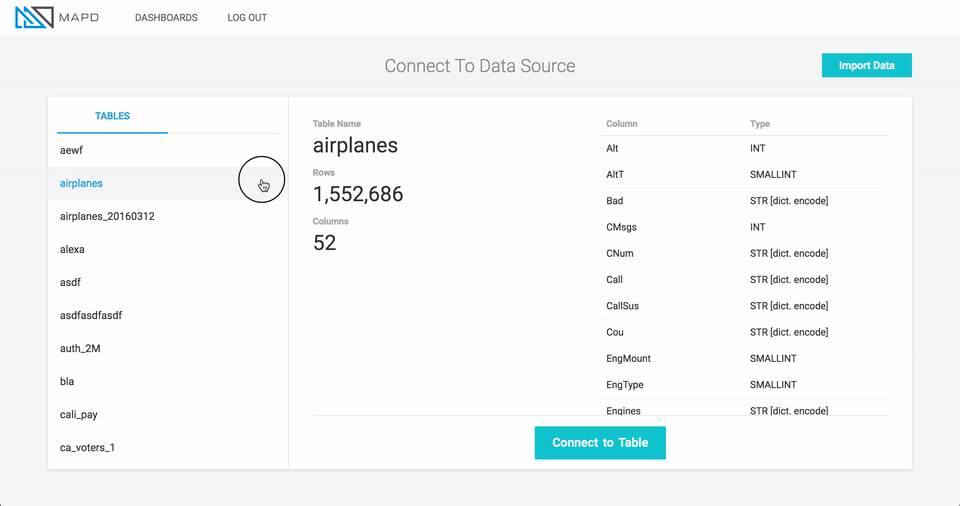 MAPD DASHBOARDS LOG OUT
Connect To Data Source
Import Data
TABLES
aewf
airplanes
airplanes_20160312
alexa
asdf
asdfasdfasdf
auth_2M
bla
cali_pay
ca_voters_1
Table Name
airplanes
Rows
1,552,686
Columns
52
Column Type
Alt INT
AltT SMALLINT
Bad STR [dict. encode]
CMsgs INT
CNum STR [dict. encode]
Call STR [dict. encode]
CallSus STR [dict. encode]
Cou STR [dict. encode]
EngMount SMALLINT
EngType SMALLINT
Engines STR [dict. encode]
Connect to Table